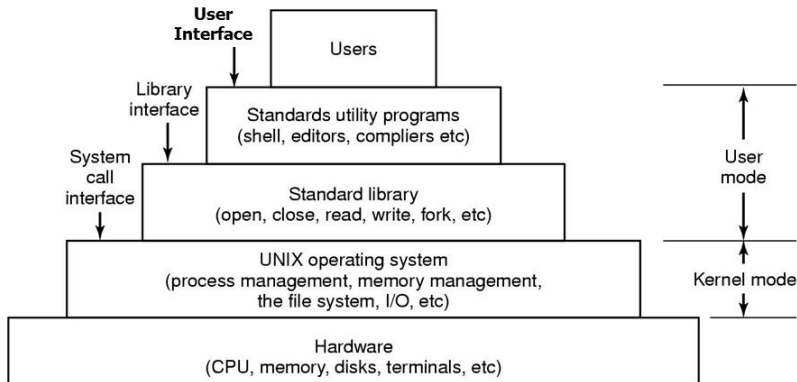 User
Interface
Users
Library
interface
Standards utility programs
(shell, editors, compliers etc)
System
call
interface
User
mode
Standard library
(open, close, read, write, fork, etc)
UNIX operating system
(process management, memory management,
the file system, I/O, etc)
Kernel mode
Hardware
(CPU, memory, disks, terminals, etc)